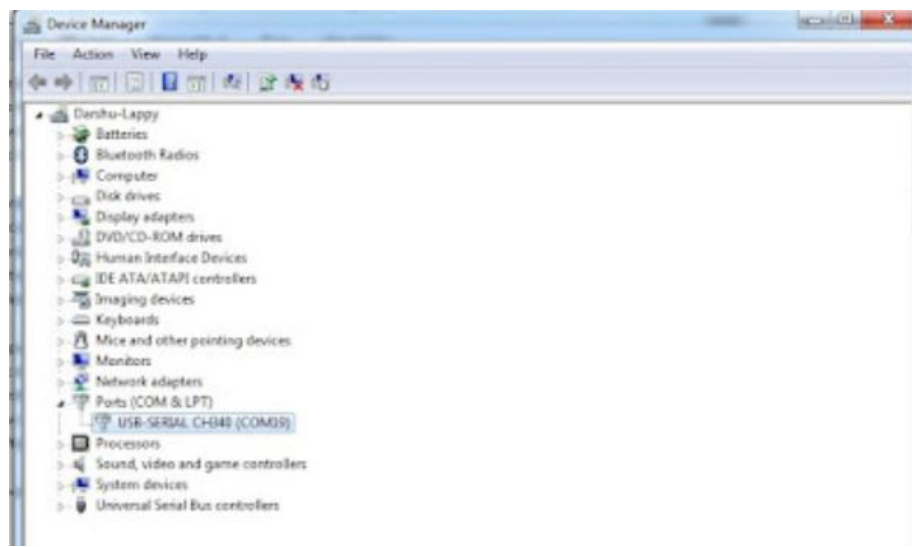 Device Manager
File Action View Help
Darshu-Lappy
Batteries
Bluetooth Radios
Computer
Disk drives
Display adapters
DVD/CD-ROM drives
Human Interface Devices
IDE ATA/ATAPI controllers
Imaging devices
Keyboards
Mice and other pointing devices
Monitors
Network adapters
Ports (COM & LPT)
USB-SERIAL CH340 (COM19)
Processors
Sound, video and game controllers
System devices
Universal Serial Bus controllers